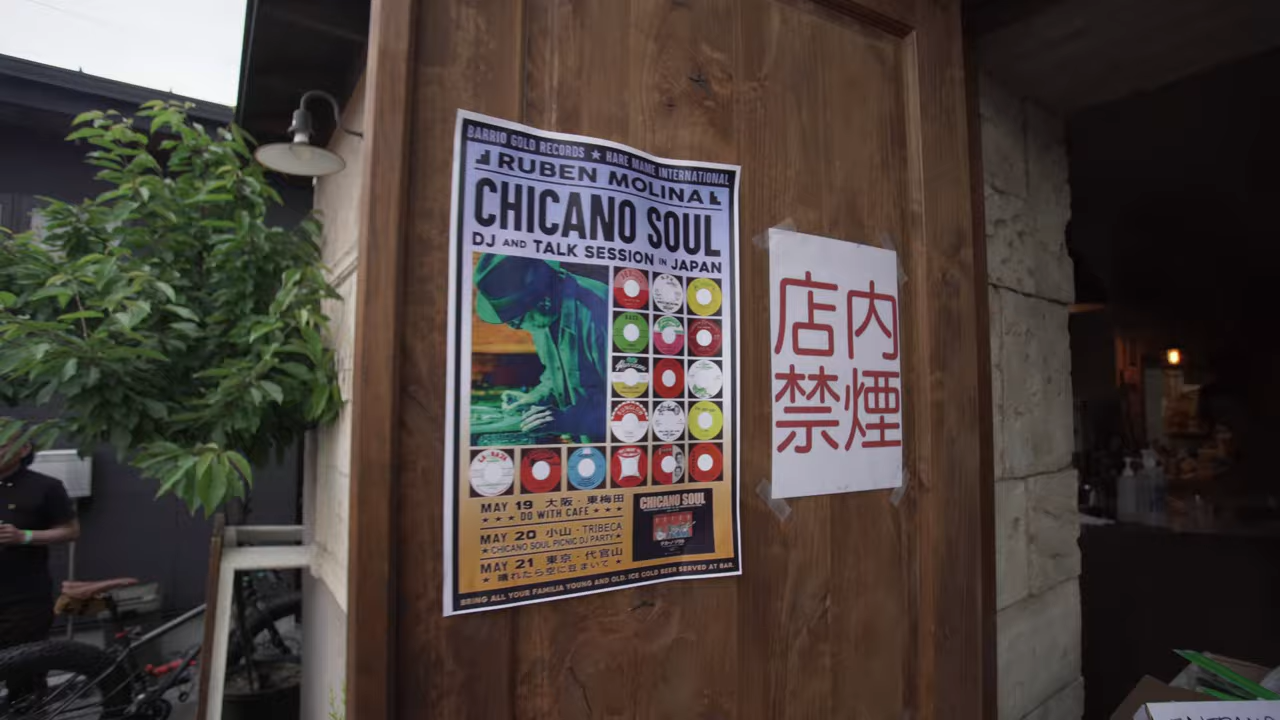 BARRIO GOLD RECORDS ★ HARE MAME INTERNATIONAL
RUBEN MOLINA
CHICANO SOUL
DJ AND TALK SESSION IN JAPAN
MAY 19 大阪・東梅田
★ ★ ★ DO WITH CAFE ★ ★ ★
MAY 20 小山・TRIBECA
★CHICANO SOUL PICNIC DJ PARTY★
MAY 21 東京・代官山
★ 晴れたら空に豆まいて ★
CHICANO SOUL
BRING ALL YOUR FAMILIA YOUNG AND OLD. ICE COLD BEER SERVED AT BAR.
店内
禁煙